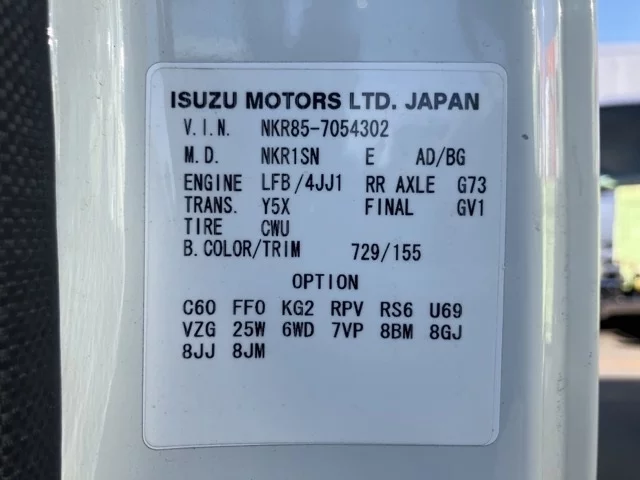 ISUZU MOTORS LTD. JAPAN
V.I.N. NKR85-7054302
M.D. NKR1SN E AD/BG
ENGINE LFB/4JJ1 RR AXLE G73
TRANS. Y5X FINAL GV1
TIRE CWU
B.COLOR/TRIM 729/155
OPTION
C60 FF0 KG2 RPV RS6 U69
VZG 25W 6WD 7VP 8BM 8GJ
8JJ 8JM